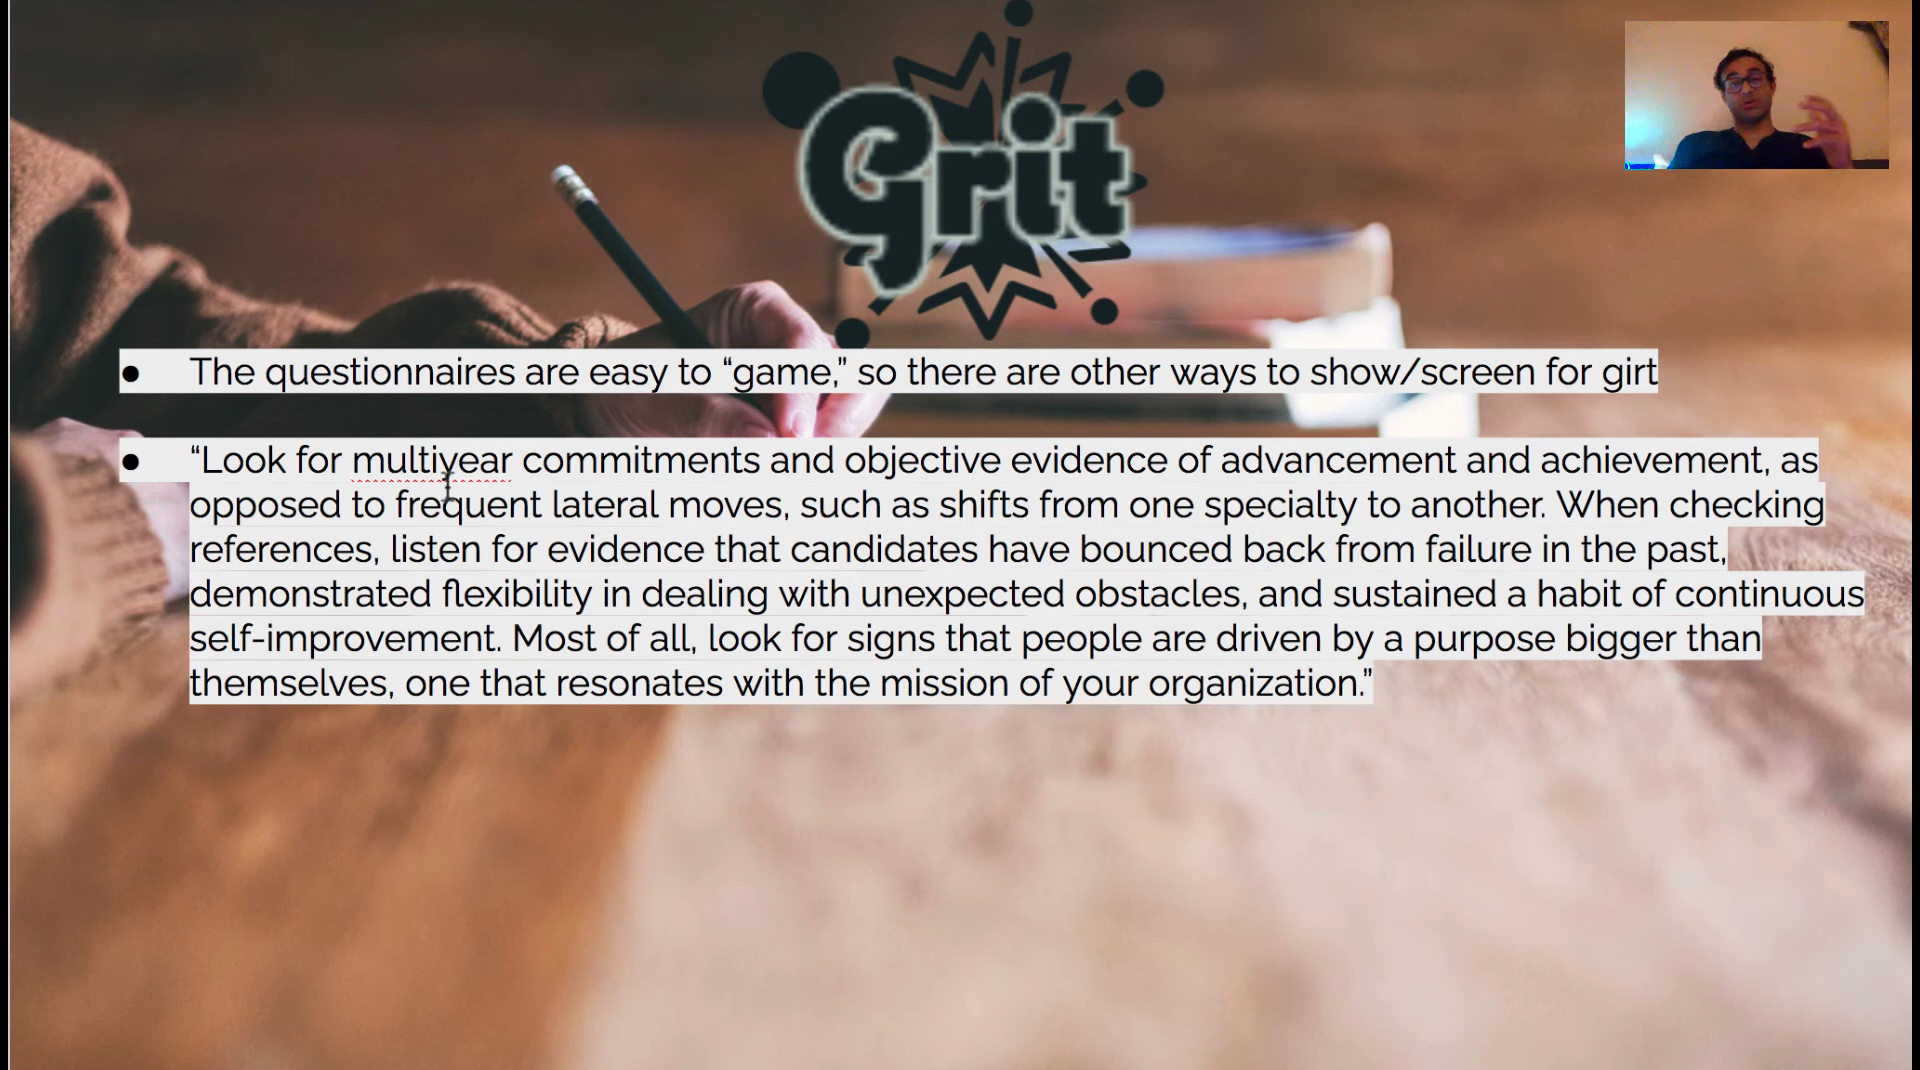 Grit
● The questionnaires are easy to “game,” so there are other ways to show/screen for girt
● “Look for multiyear commitments and objective evidence of advancement and achievement, as
opposed to frequent lateral moves, such as shifts from one specialty to another. When checking
references, listen for evidence that candidates have bounced back from failure in the past,
demonstrated flexibility in dealing with unexpected obstacles, and sustained a habit of continuous
self-improvement. Most of all, look for signs that people are driven by a purpose bigger than
themselves, one that resonates with the mission of your organization.”